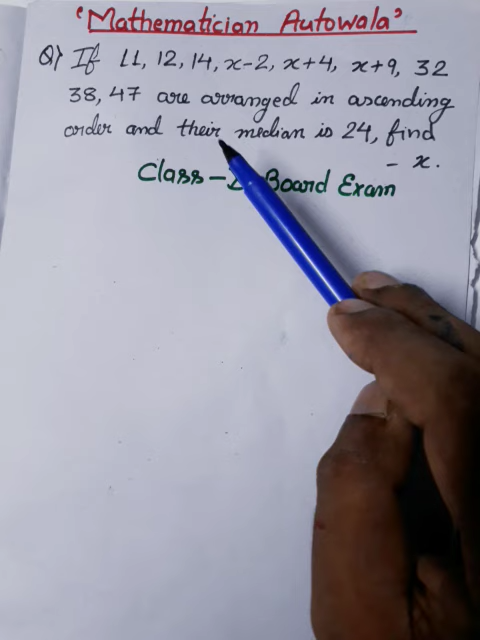 'Mathematician Autowala'
Q) If 11, 12, 14, x-2, x+4, x+9, 32
38, 47 are arranged in ascending
order and their median is 24, find
- x.
Class - Board Exam